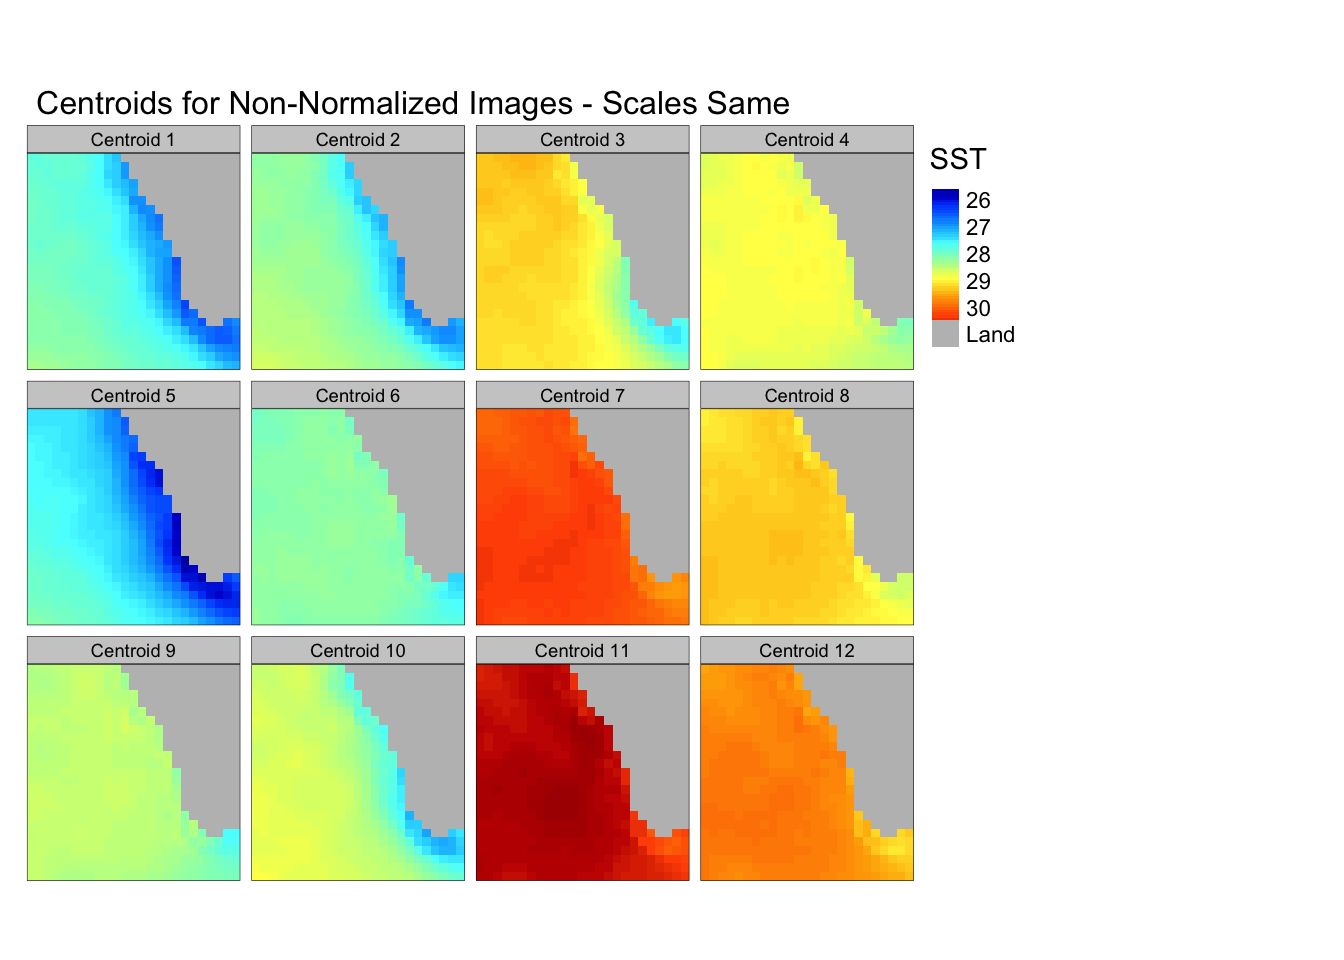 Centroids for Non-Normalized Images - Scales Same
Centroid 1
Centroid 2
Centroid 3
Centroid 4
SST
26
27
28
29
30
Land
Centroid 5
Centroid 6
Centroid 7
Centroid 8
Centroid 9
Centroid 10
Centroid 11
Centroid 12